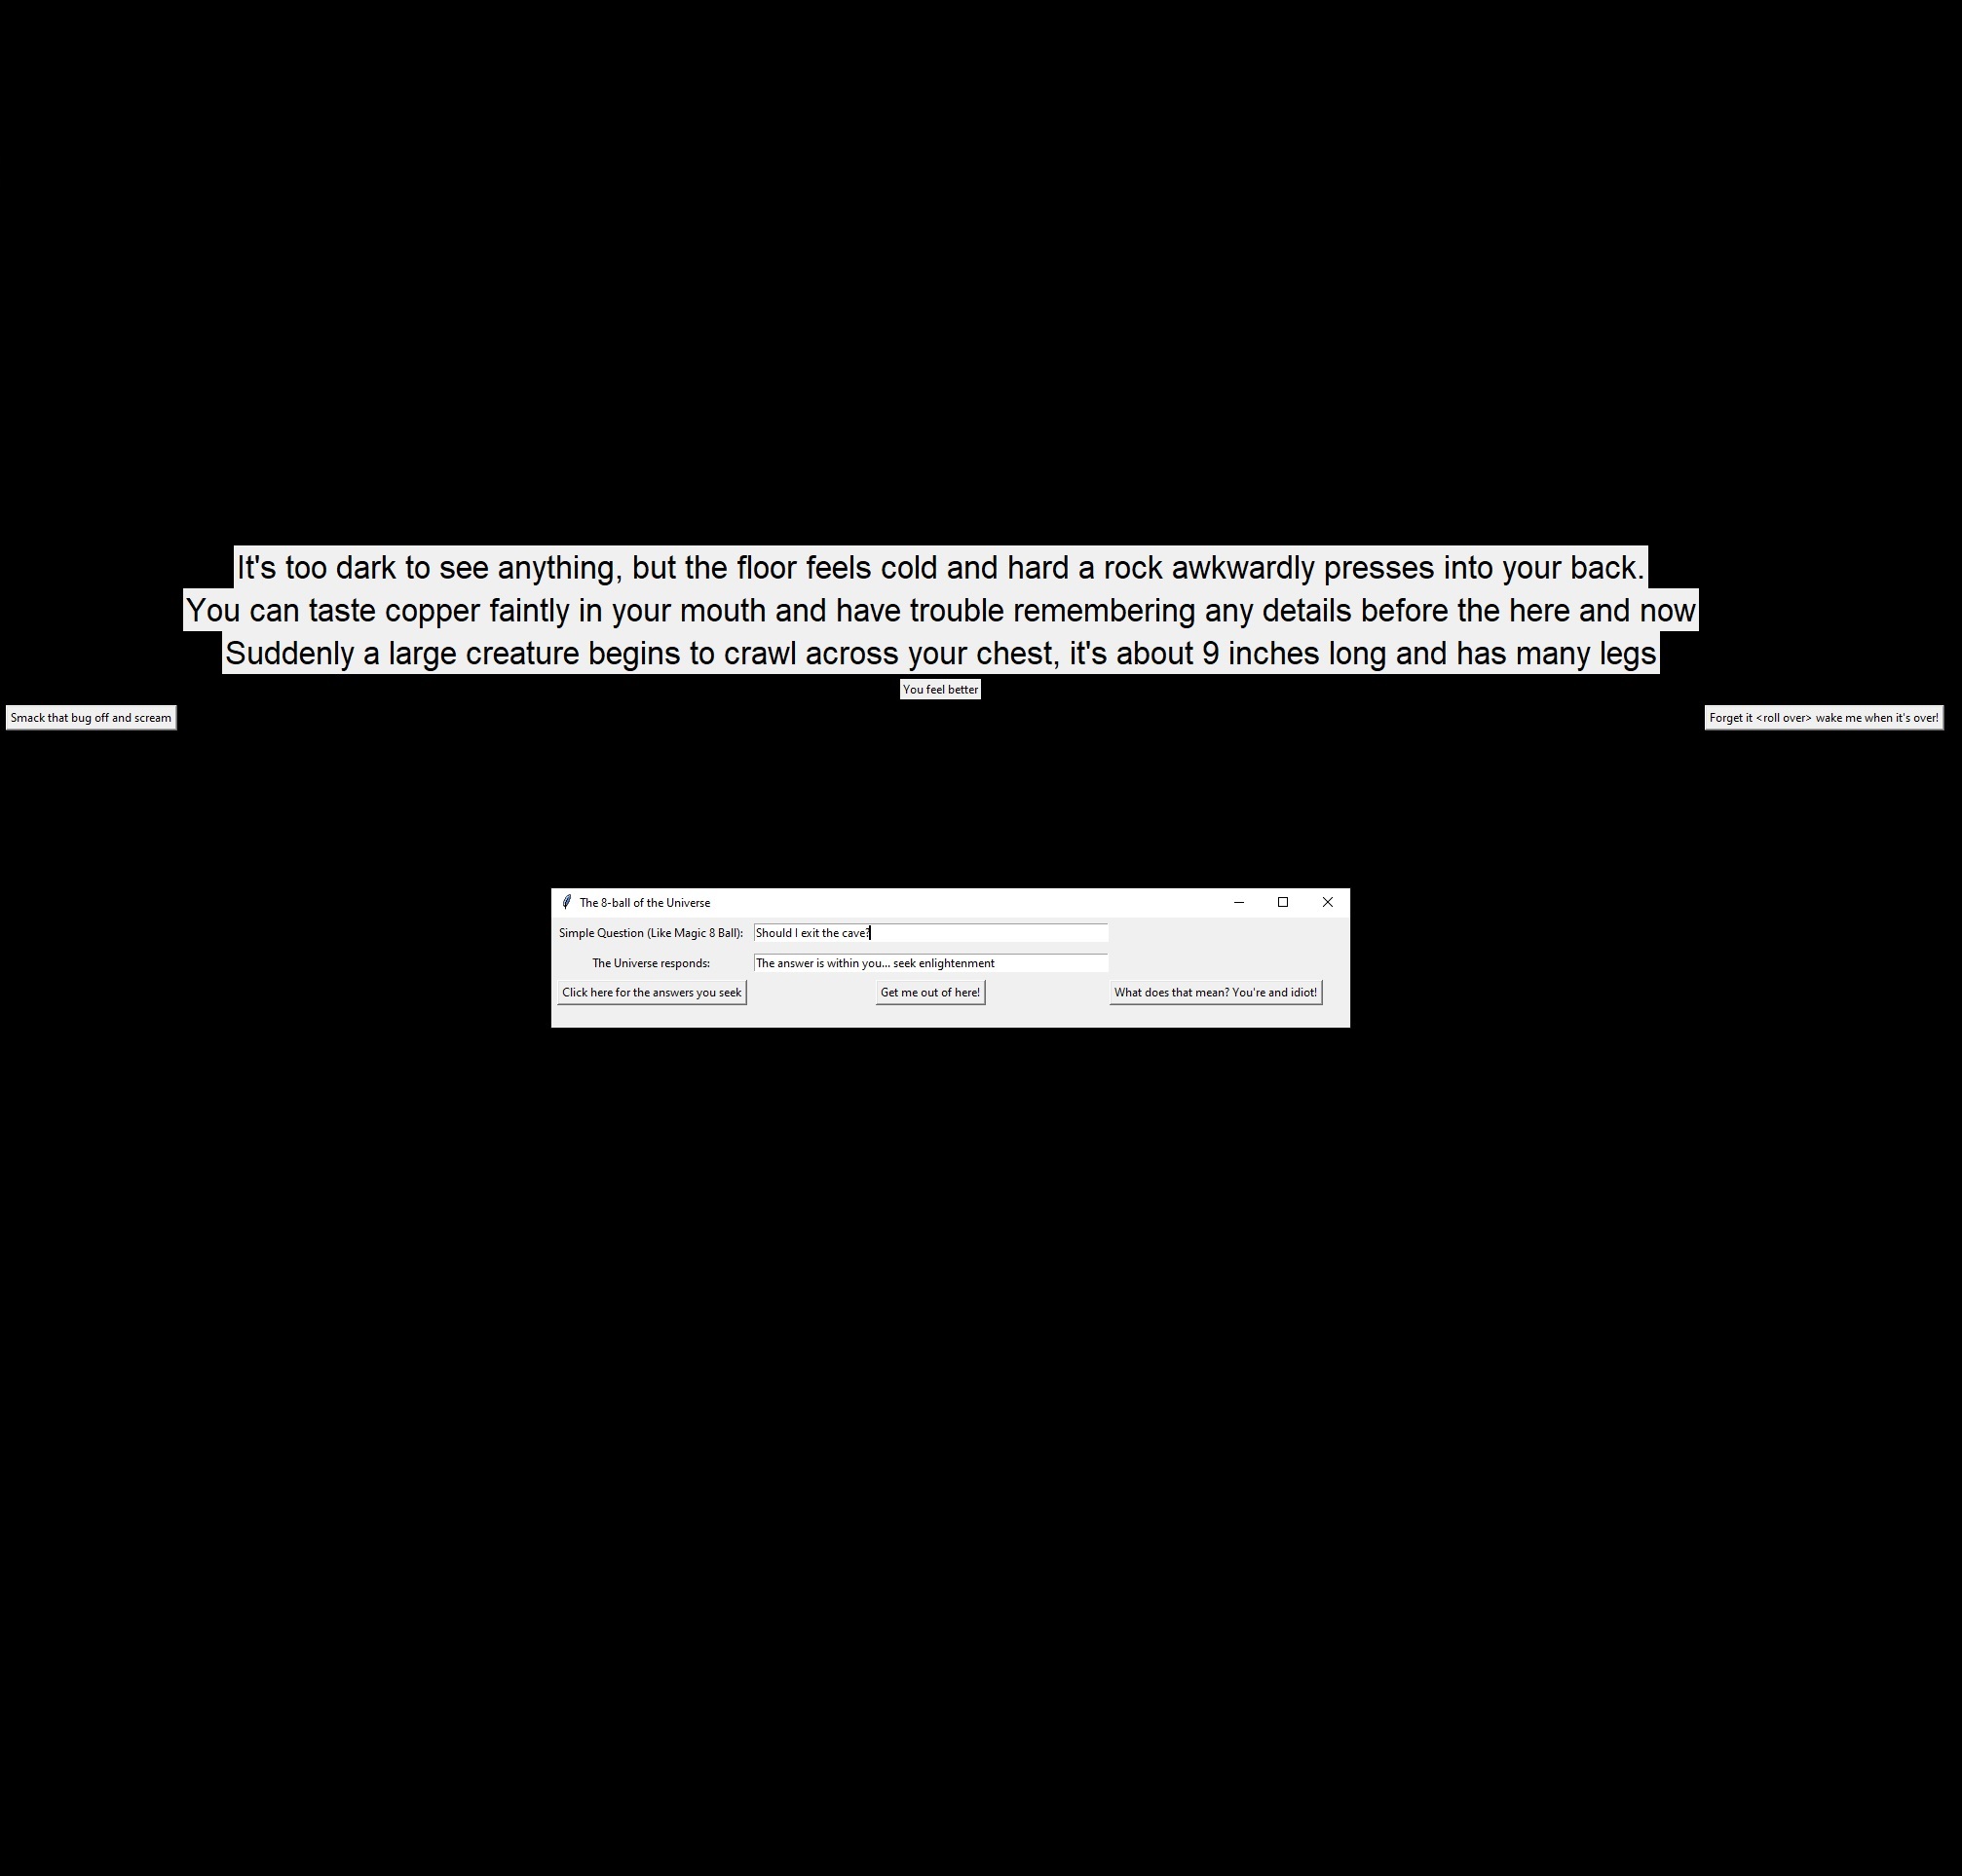 It's too dark to see anything, but the floor feels cold and hard a rock awkwardly presses into your back.
You can taste copper faintly in your mouth and have trouble remembering any details before the here and now
Suddenly a large creature begins to crawl across your chest, it's about 9 inches long and has many legs
You feel better
Smack that bug off and scream
Forget it <roll over> wake me when it's over!
The 8-ball of the Universe
Simple Question (Like Magic 8 Ball): Should I exit the cave?
The Universe responds: The answer is within you... seek enlightenment
Click here for the answers you seek
Get me out of here!
What does that mean? You're and idiot!